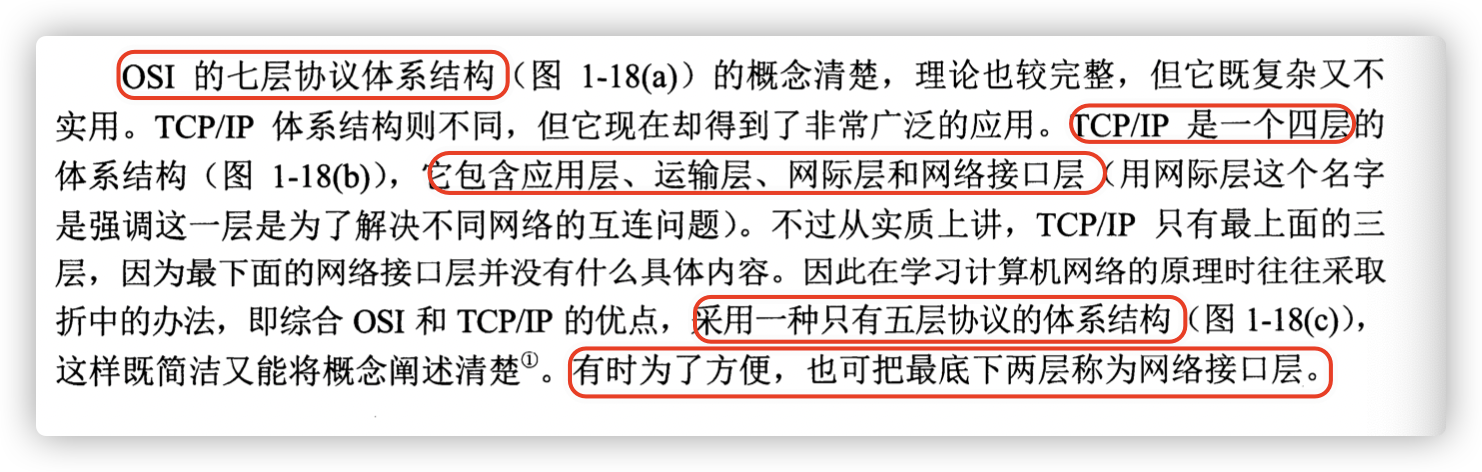 OSI 的七层协议体系结构（图 1-18(a)）的概念清楚，理论也较完整，但它既复杂又不
实用。TCP/IP 体系结构则不同，但它现在却得到了非常广泛的应用。TCP/IP 是一个四层的
体系结构（图 1-18(b)），它包含应用层、运输层、网际层和网络接口层（用网际层这个名字
是强调这一层是为了解决不同网络的互连问题）。不过从实质上讲，TCP/IP 只有最上面的三
层，因为最下面的网络接口层并没有什么具体内容。因此在学习计算机网络的原理时往往采取
折中的办法，即综合 OSI 和 TCP/IP 的优点，采用一种只有五层协议的体系结构（图 1-18(c)），
这样既简洁又能将概念阐述清楚①。有时为了方便，也可把最底下两层称为网络接口层。